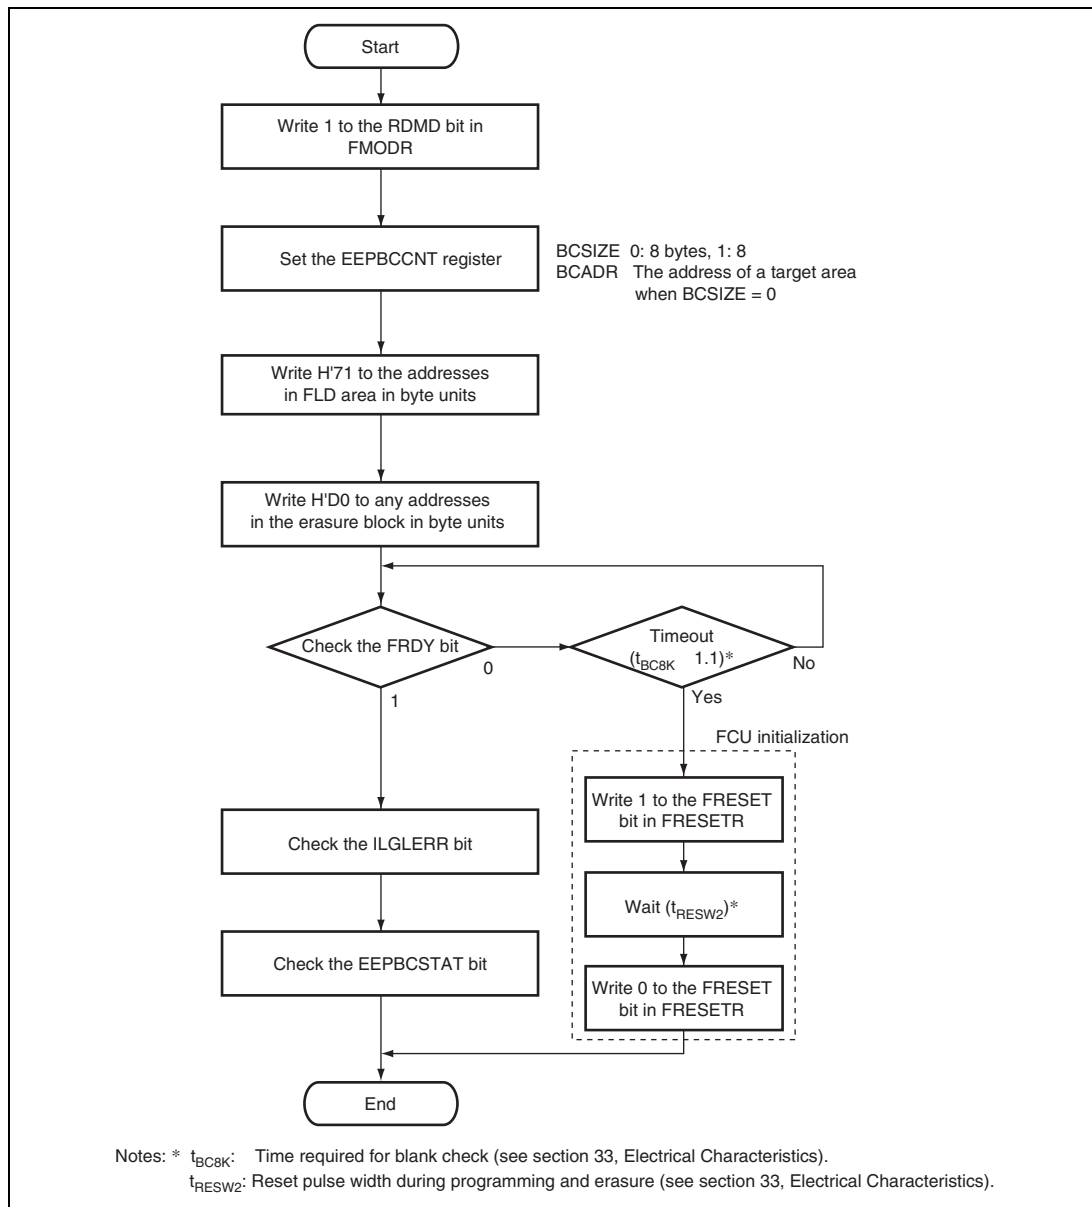 Start
Write 1 to the RDMD bit in
FMODR
Set the EEPBCCNT register
BCSIZE 0: 8 bytes, 1: 8
BCADR The address of a target area
when BCSIZE = 0
Write H'71 to the addresses
in FLD area in byte units
Write H'D0 to any addresses
in the erasure block in byte units
Check the FRDY bit
0
1
Timeout
(tBC8K 1.1)*
No
Yes
FCU initialization
Write 1 to the FRESET
bit in FRESETR
Wait (tRESW2)*
Write 0 to the FRESET
bit in FRESETR
Check the ILGLERR bit
Check the EEPBCSTAT bit
End
Notes: * tBC8K: Time required for blank check (see section 33, Electrical Characteristics).
tRESW2: Reset pulse width during programming and erasure (see section 33, Electrical Characteristics).